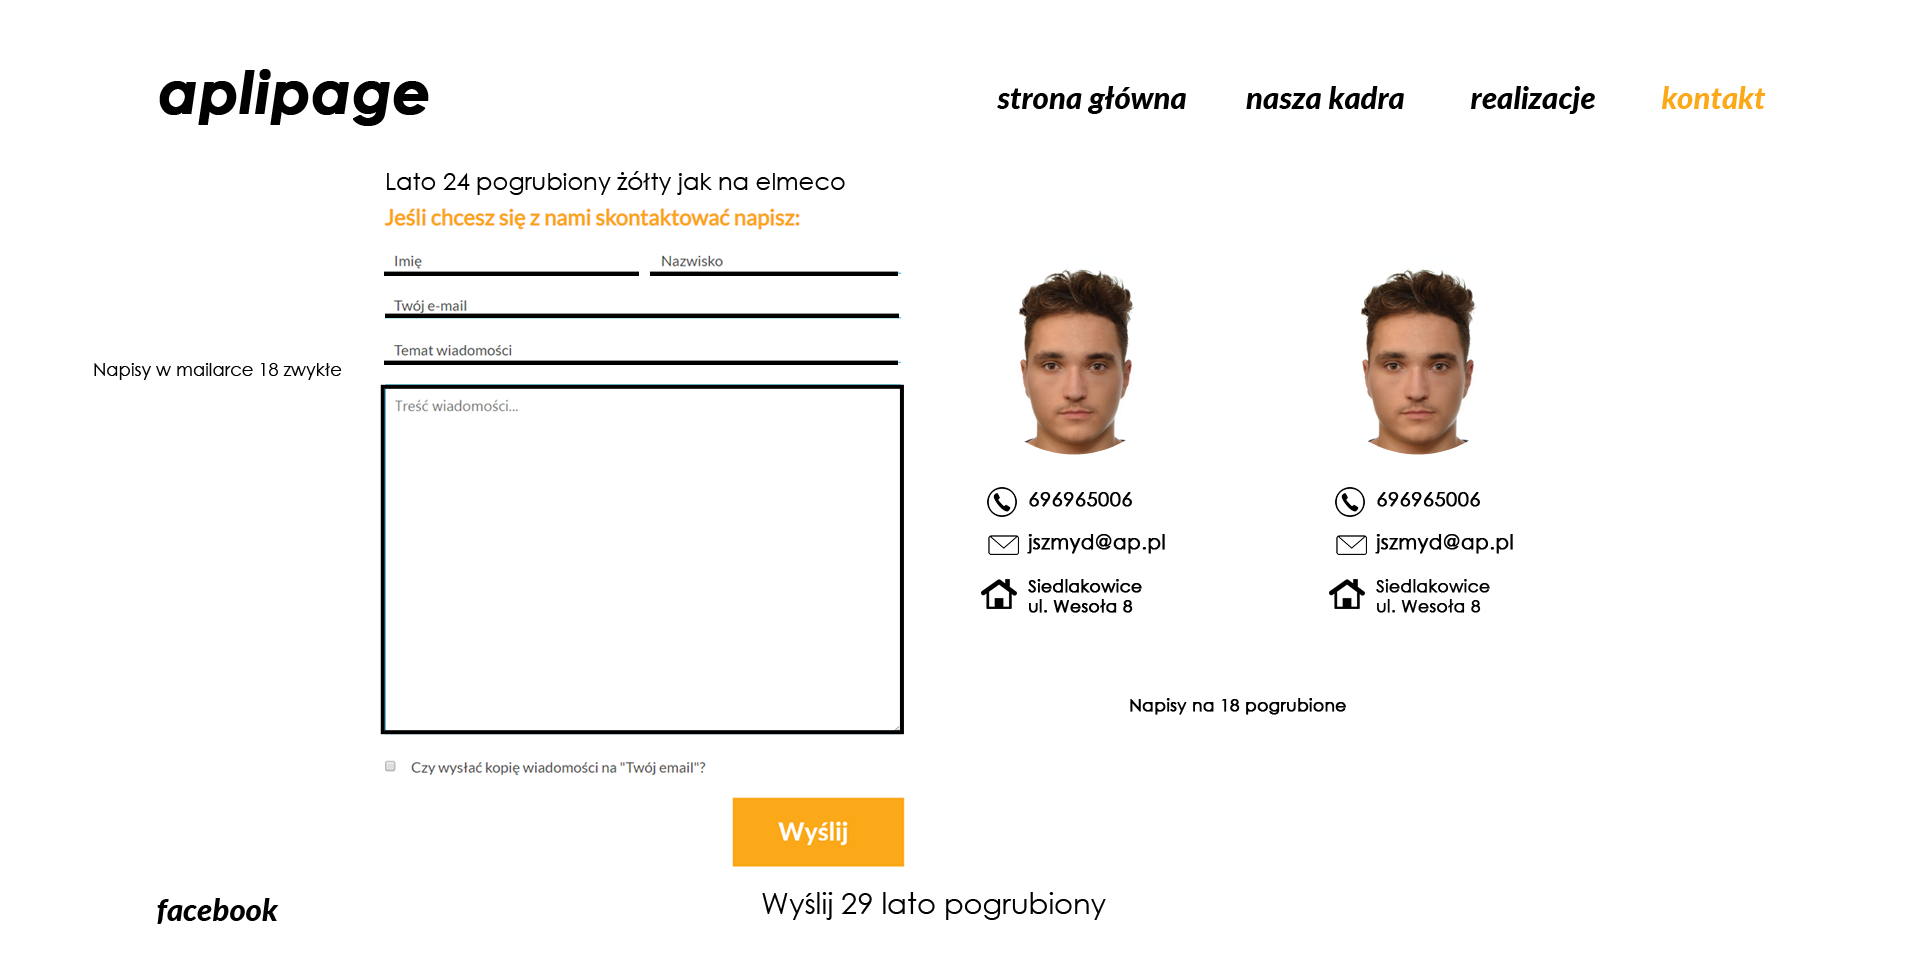 aplipage
strona główna nasza kadra realizacje kontakt
Lato 24 pogrubiony żółty jak na elmeco
Jeśli chcesz się z nami skontaktować napisz:
Imię Nazwisko
Twój e-mail
Temat wiadomości
Napisy w mailarce 18 zwykłe
Treść wiadomości...
696965006
jszmyd@ap.pl
Siedlakowice
ul. Wesoła 8
696965006
jszmyd@ap.pl
Siedlakowice
ul. Wesoła 8
Napisy na 18 pogrubione
Czy wysłać kopię wiadomości na "Twój email"?
Wyślij
Wyślij 29 lato pogrubiony
facebook